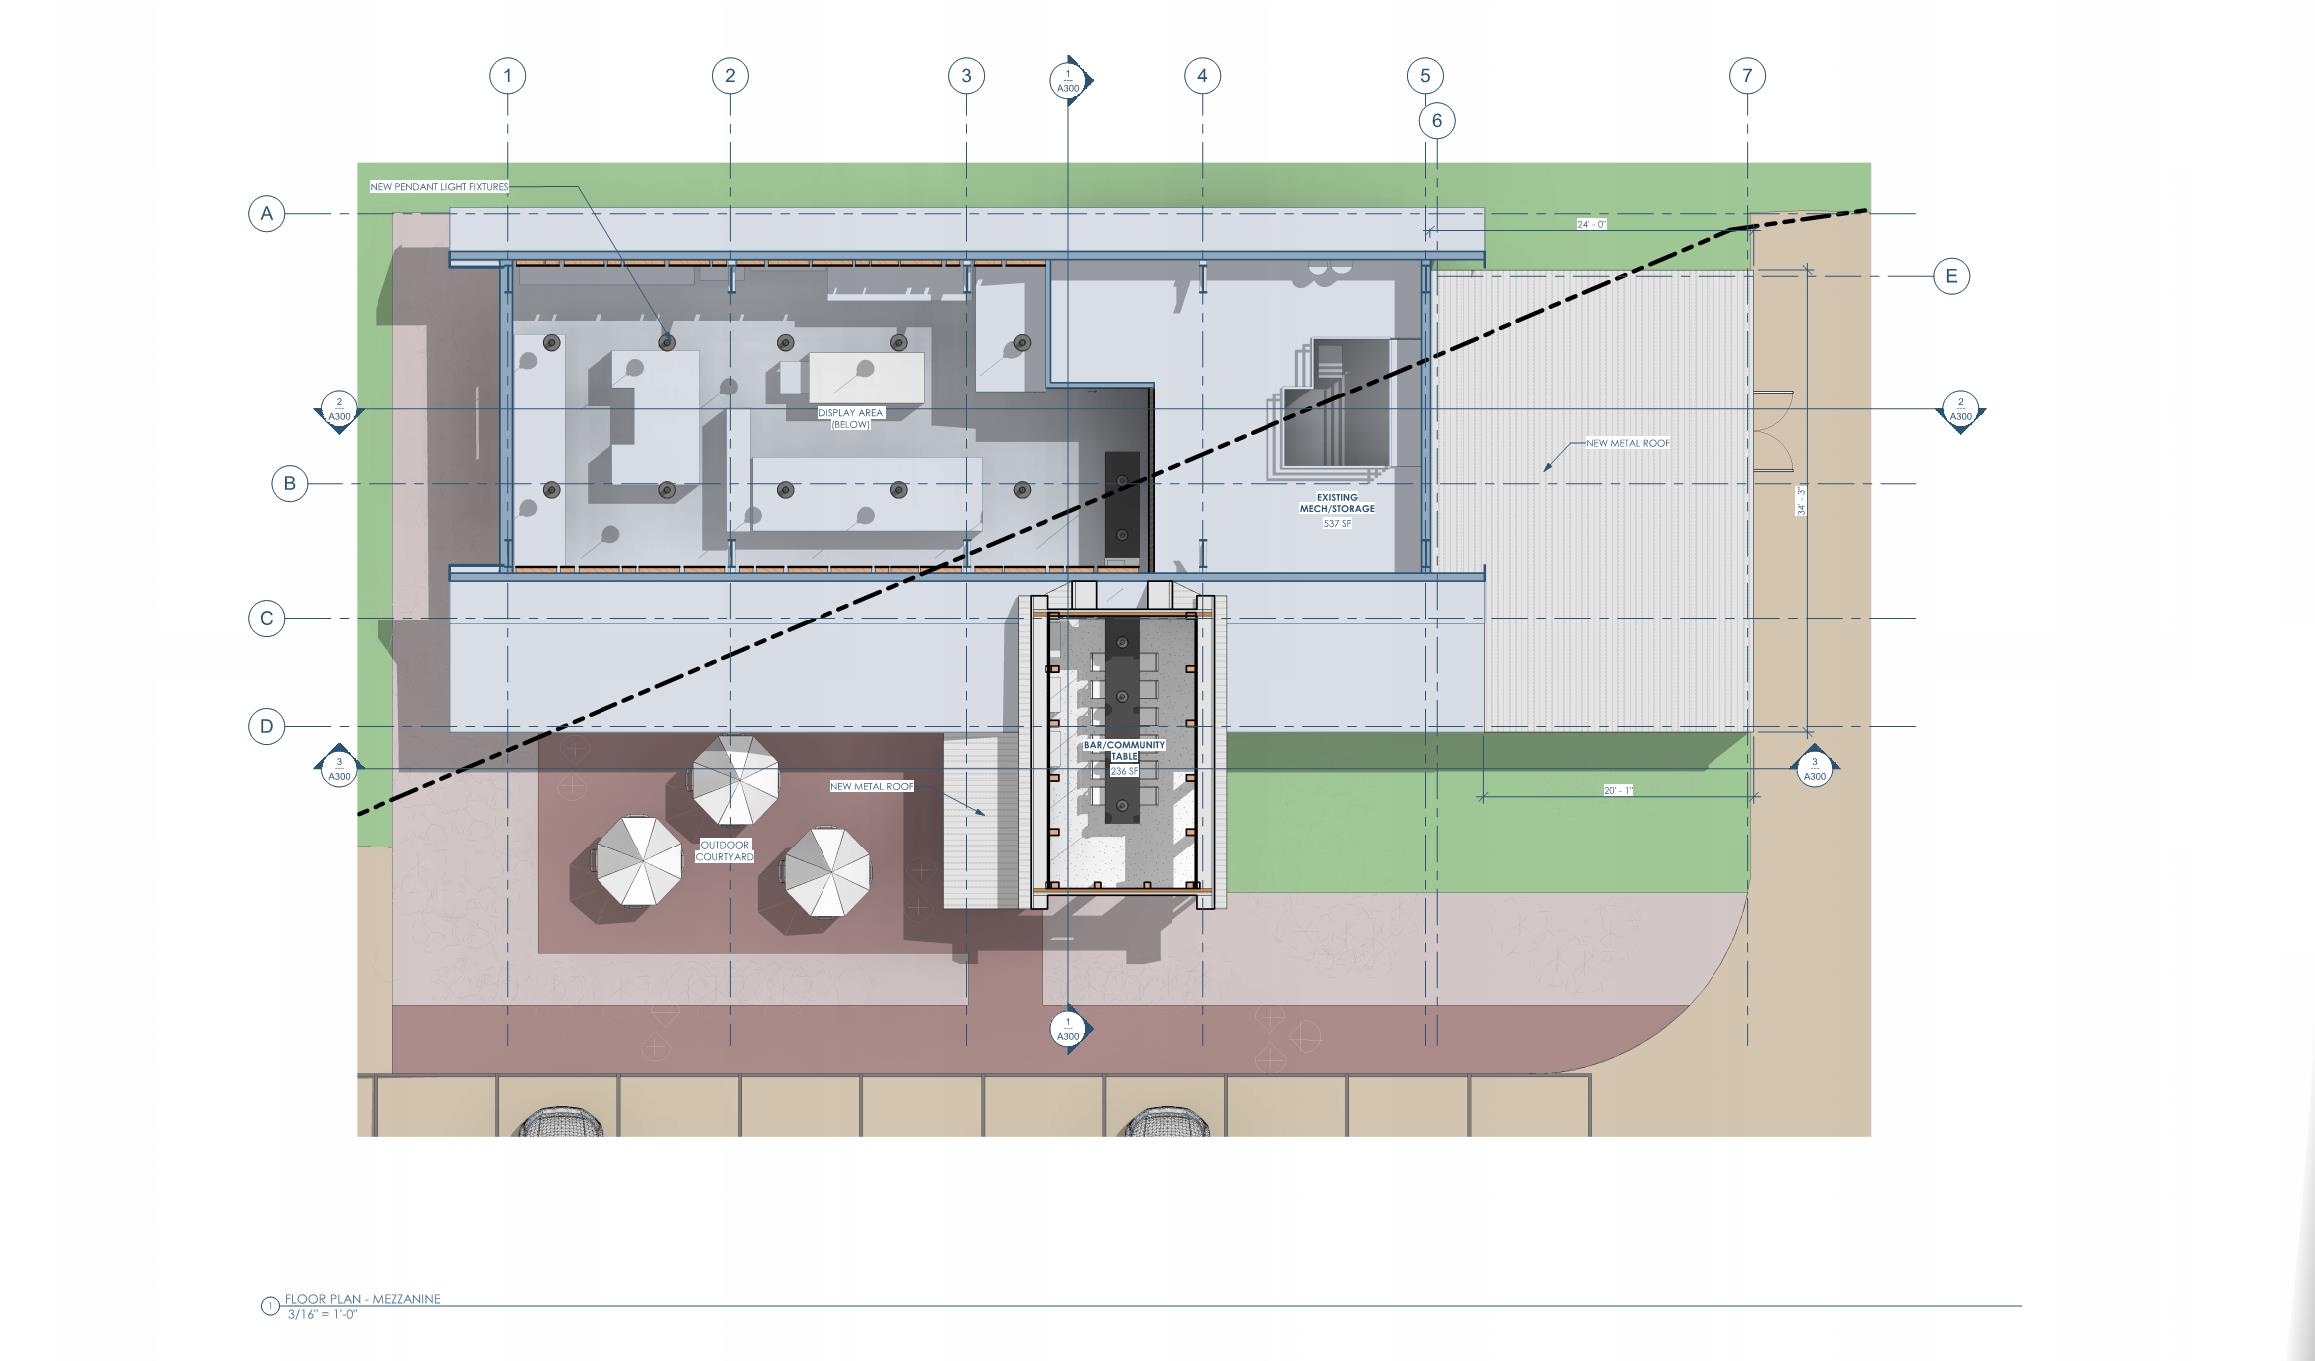 1
2
3
1
A300
4
5
6
7
NEW PENDANT LIGHT FIXTURES
A
24' - 0"
E
2
A300
DISPLAY AREA
(BELOW)
2
A300
NEW METAL ROOF
B
EXISTING
MECH/STORAGE
537 SF
34' - 3"
C
D
BAR/COMMUNITY
TABLE
236 SF
3
A300
3
A300
NEW METAL ROOF
20' - 1"
OUTDOOR
COURTYARD
1
A300
1
FLOOR PLAN - MEZZANINE
3/16" = 1'-0"